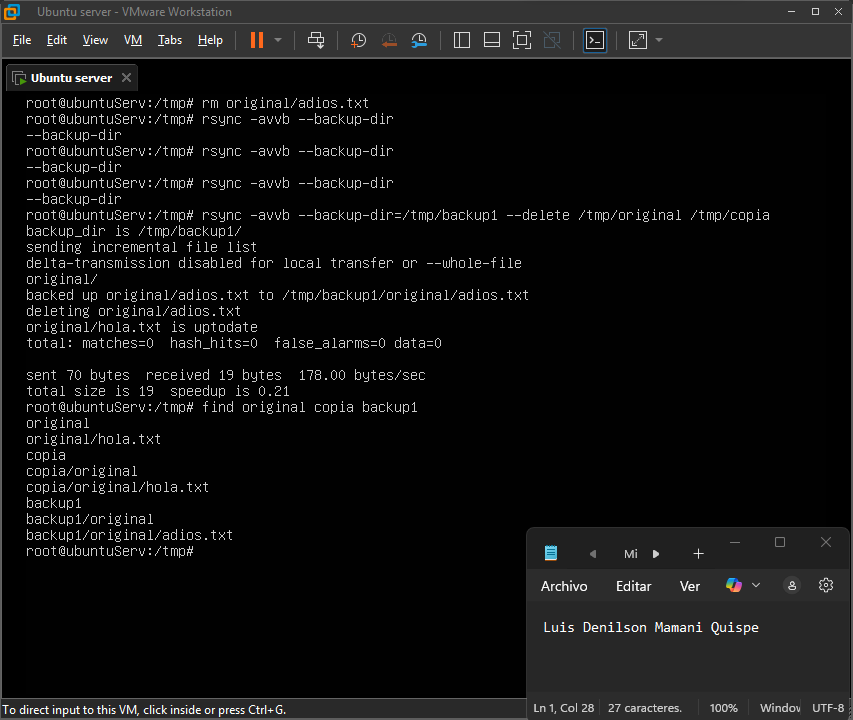 Ubuntu server - VMware Workstation
File Edit View VM Tabs Help
Ubuntu server
root@ubuntuServ:/tmp# rm original/adios.txt
root@ubuntuServ:/tmp# rsync -avvb --backup-dir
--backup-dir
root@ubuntuServ:/tmp# rsync -avvb --backup-dir
--backup-dir
root@ubuntuServ:/tmp# rsync -avvb --backup-dir
--backup-dir
root@ubuntuServ:/tmp# rsync -avvb --backup-dir=/tmp/backup1 --delete /tmp/original /tmp/copia
backup_dir is /tmp/backup1/
sending incremental file list
delta-transmission disabled for local transfer or --whole-file
original/
backed up original/adios.txt to /tmp/backup1/original/adios.txt
deleting original/adios.txt
original/hola.txt is uptodate
total: matches=0  hash_hits=0  false_alarms=0 data=0
sent 70 bytes  received 19 bytes  178.00 bytes/sec
total size is 19  speedup is 0.21
root@ubuntuServ:/tmp# find original copia backup1
original
original/hola.txt
copia
copia/original
copia/original/hola.txt
backup1
backup1/original
backup1/original/adios.txt
root@ubuntuServ:/tmp#
Mi
Archivo Editar Ver
Luis Denilson Mamani Quispe
Ln 1, Col 28 27 caracteres. 100% Window UTF-8
To direct input to this VM, click inside or press Ctrl+G.